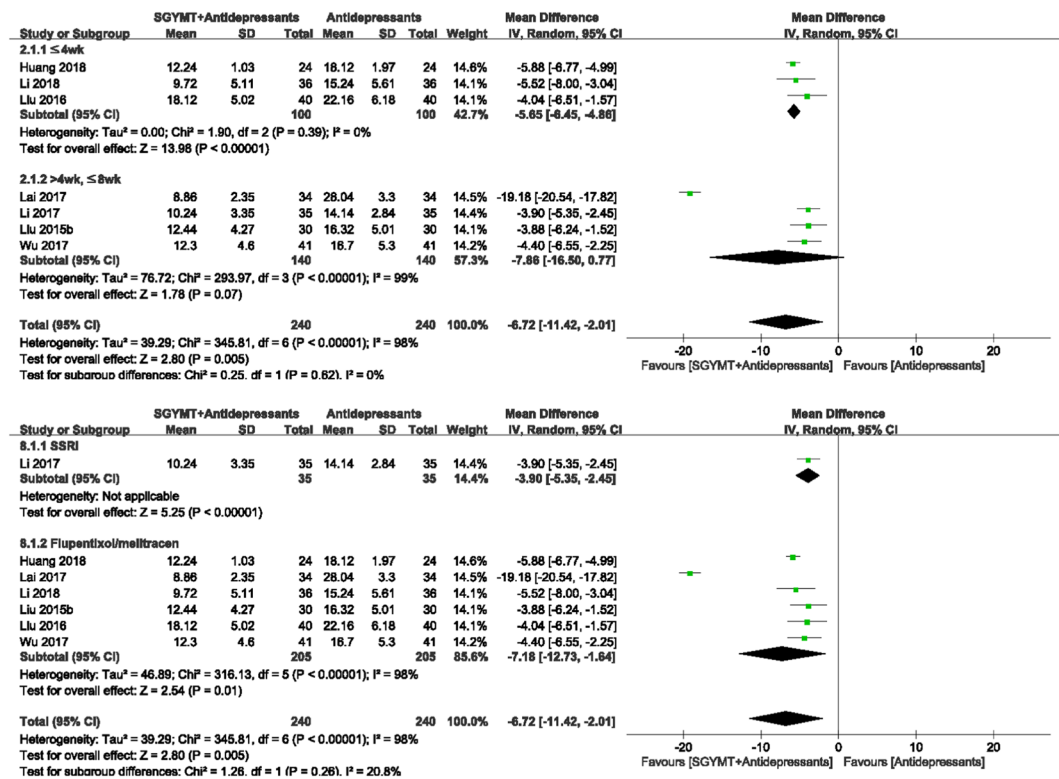 SGYMT+Antidepressants Antidepressants Mean Difference Mean Difference
Study or Subgroup Mean SD Total Mean SD Total Weight IV, Random, 95% CI IV, Random, 95% CI
2.1.1 ≤4wk
Huang 2018 12.24 1.03 24 18.12 1.97 24 14.6% -5.88 [-6.77, -4.99]
Li 2018 9.72 5.11 36 15.24 5.61 36 14.1% -5.52 [-8.00, -3.04]
Liu 2016 18.12 5.02 40 22.16 6.18 40 14.1% -4.04 [-6.51, -1.57]
Subtotal (95% CI) 100 100 42.7% -5.65 [-6.45, -4.86]
Heterogeneity: Tau² = 0.00; Chi² = 1.90, df = 2 (P = 0.39); I² = 0%
Test for overall effect: Z = 13.98 (P < 0.00001)
2.1.2 >4wk, ≤8wk
Lai 2017 8.86 2.35 34 28.04 3.3 34 14.5% -19.18 [-20.54, -17.82]
Li 2017 10.24 3.35 35 14.14 2.84 35 14.4% -3.90 [-5.35, -2.45]
Liu 2015b 12.44 4.27 30 16.32 5.01 30 14.2% -3.88 [-6.24, -1.52]
Wu 2017 12.3 4.6 41 16.7 5.3 41 14.2% -4.40 [-6.55, -2.25]
Subtotal (95% CI) 140 140 57.3% -7.86 [-16.50, 0.77]
Heterogeneity: Tau² = 76.72; Chi² = 293.97, df = 3 (P < 0.00001); I² = 99%
Test for overall effect: Z = 1.78 (P = 0.07)
Total (95% CI) 240 240 100.0% -6.72 [-11.42, -2.01]
Heterogeneity: Tau² = 39.29; Chi² = 345.81, df = 6 (P < 0.00001); I² = 98%
Test for overall effect: Z = 2.80 (P = 0.005)
Test for subgroup differences: Chi² = 0.25, df = 1 (P = 0.62), I² = 0%
-20 -10 0 10 20
Favours [SGYMT+Antidepressants] Favours [Antidepressants]
SGYMT+Antidepressants Antidepressants Mean Difference Mean Difference
Study or Subgroup Mean SD Total Mean SD Total Weight IV, Random, 95% CI IV, Random, 95% CI
8.1.1 SSRI
Li 2017 10.24 3.35 35 14.14 2.84 35 14.4% -3.90 [-5.35, -2.45]
Subtotal (95% CI) 35 35 14.4% -3.90 [-5.35, -2.45]
Heterogeneity: Not applicable
Test for overall effect: Z = 5.25 (P < 0.00001)
8.1.2 Flupentixol/melitracen
Huang 2018 12.24 1.03 24 18.12 1.97 24 14.6% -5.88 [-6.77, -4.99]
Lai 2017 8.86 2.35 34 28.04 3.3 34 14.5% -19.18 [-20.54, -17.82]
Li 2018 9.72 5.11 36 15.24 5.61 36 14.1% -5.52 [-8.00, -3.04]
Liu 2015b 12.44 4.27 30 16.32 5.01 30 14.1% -3.88 [-6.24, -1.52]
Liu 2016 18.12 5.02 40 22.16 6.18 40 14.1% -4.04 [-6.51, -1.57]
Wu 2017 12.3 4.6 41 16.7 5.3 41 14.2% -4.40 [-6.55, -2.25]
Subtotal (95% CI) 205 205 85.6% -7.18 [-12.73, -1.64]
Heterogeneity: Tau² = 46.89; Chi² = 316.13, df = 5 (P < 0.00001); I² = 98%
Test for overall effect: Z = 2.54 (P = 0.01)
Total (95% CI) 240 240 100.0% -6.72 [-11.42, -2.01]
Heterogeneity: Tau² = 39.29; Chi² = 345.81, df = 6 (P < 0.00001); I² = 98%
Test for overall effect: Z = 2.80 (P = 0.005)
Test for subgroup differences: Chi² = 1.26, df = 1 (P = 0.26), I² = 20.8%
-20 -10 0 10 20
Favours [SGYMT+Antidepressants] Favours [Antidepressants]